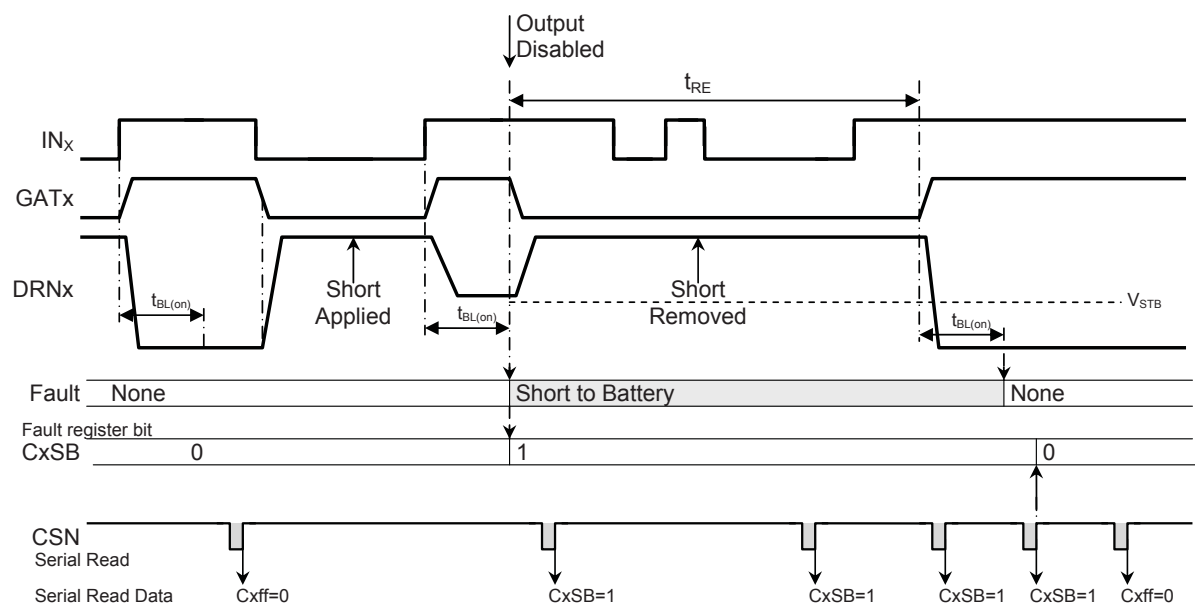 Output
Disabled
tRE
INX
GATx
DRNx
tBL(on)
Short
Applied
tBL(on)
Short
Removed
VSTB
tBL(on)
Fault
None
Short to Battery
None
Fault register bit
CxSB
0
1
0
CSN
Serial Read
Serial Read Data
Cxff=0
CxSB=1
CxSB=1
CxSB=1
CxSB=1
Cxff=0